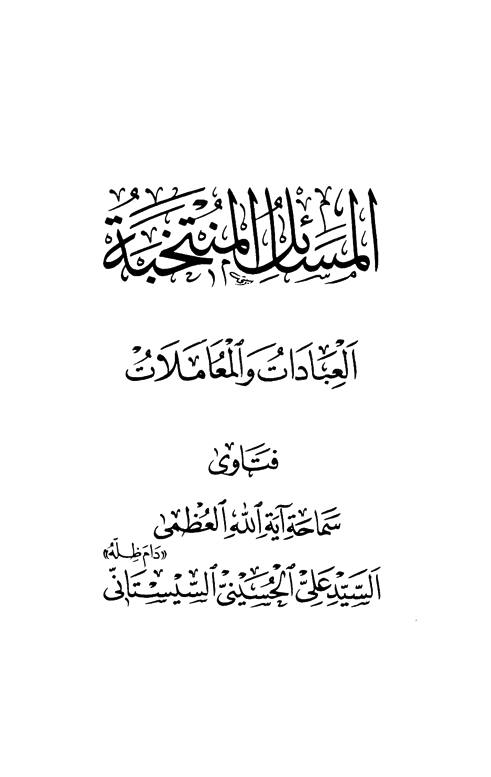 المسائل المنتخبة
العبادات والمعاملات
فتاوى
سماحة آية الله العظمى
«دام ظله»
السيد علي الحسيني السيستاني